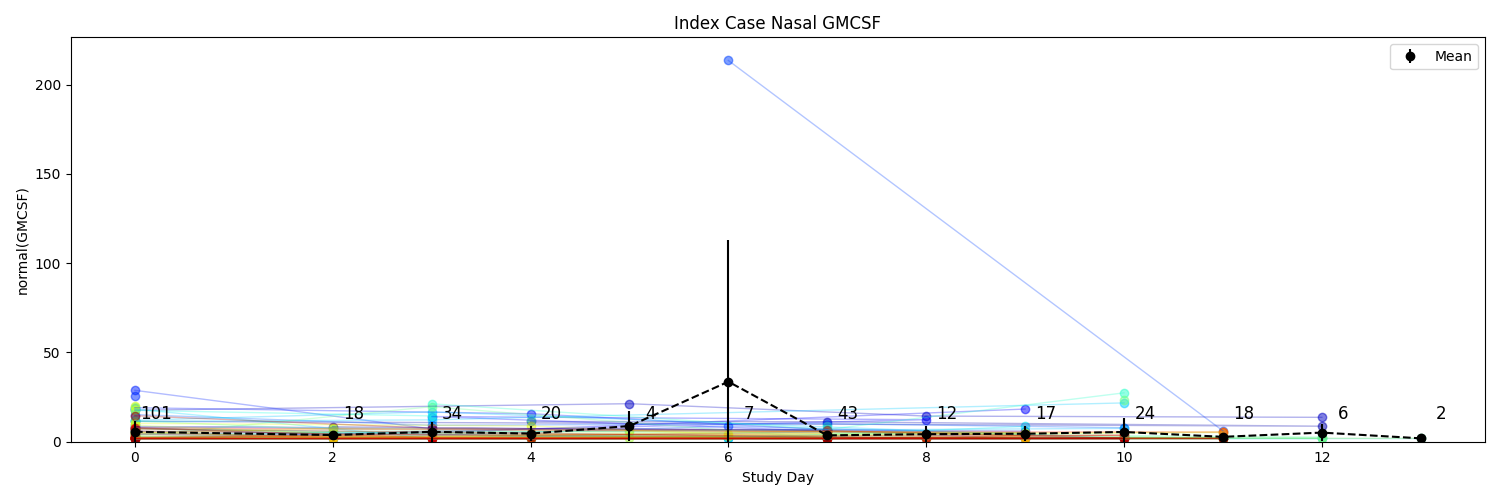 Index Case Nasal GMCSF
Mean
normal(GMCSF)
200
150
100
50
0
101 18 34 20 4 7 43 12 17 24 18 6 2
0 2 4 6 8 10 12
Study Day